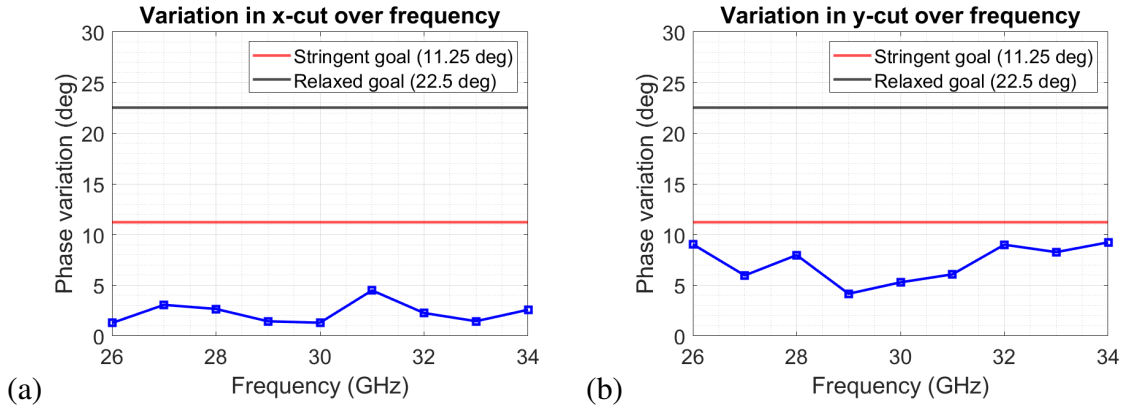 Variation in x-cut over frequency
30
25
20
15
10
5
0
Phase variation (deg)
Stringent goal (11.25 deg)
Relaxed goal (22.5 deg)
26
28
30
32
34
Frequency (GHz)
(a)
Variation in y-cut over frequency
30
25
20
15
10
5
0
Phase variation (deg)
Stringent goal (11.25 deg)
Relaxed goal (22.5 deg)
26
28
30
32
34
Frequency (GHz)
(b)